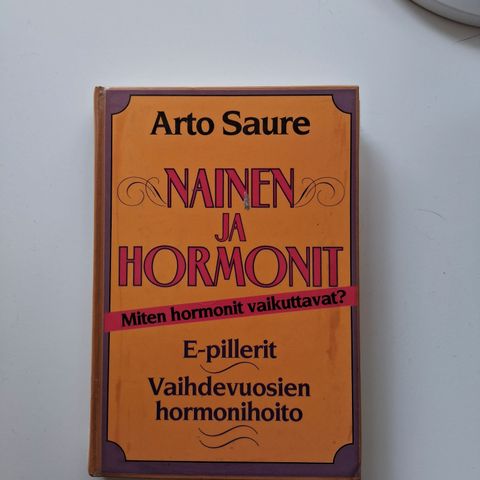 Arto Saure
NAINEN
JA
HORMONIT
Miten hormonit vaikuttavat?
E-pillerit
Vaihdevuosien
hormonihoito